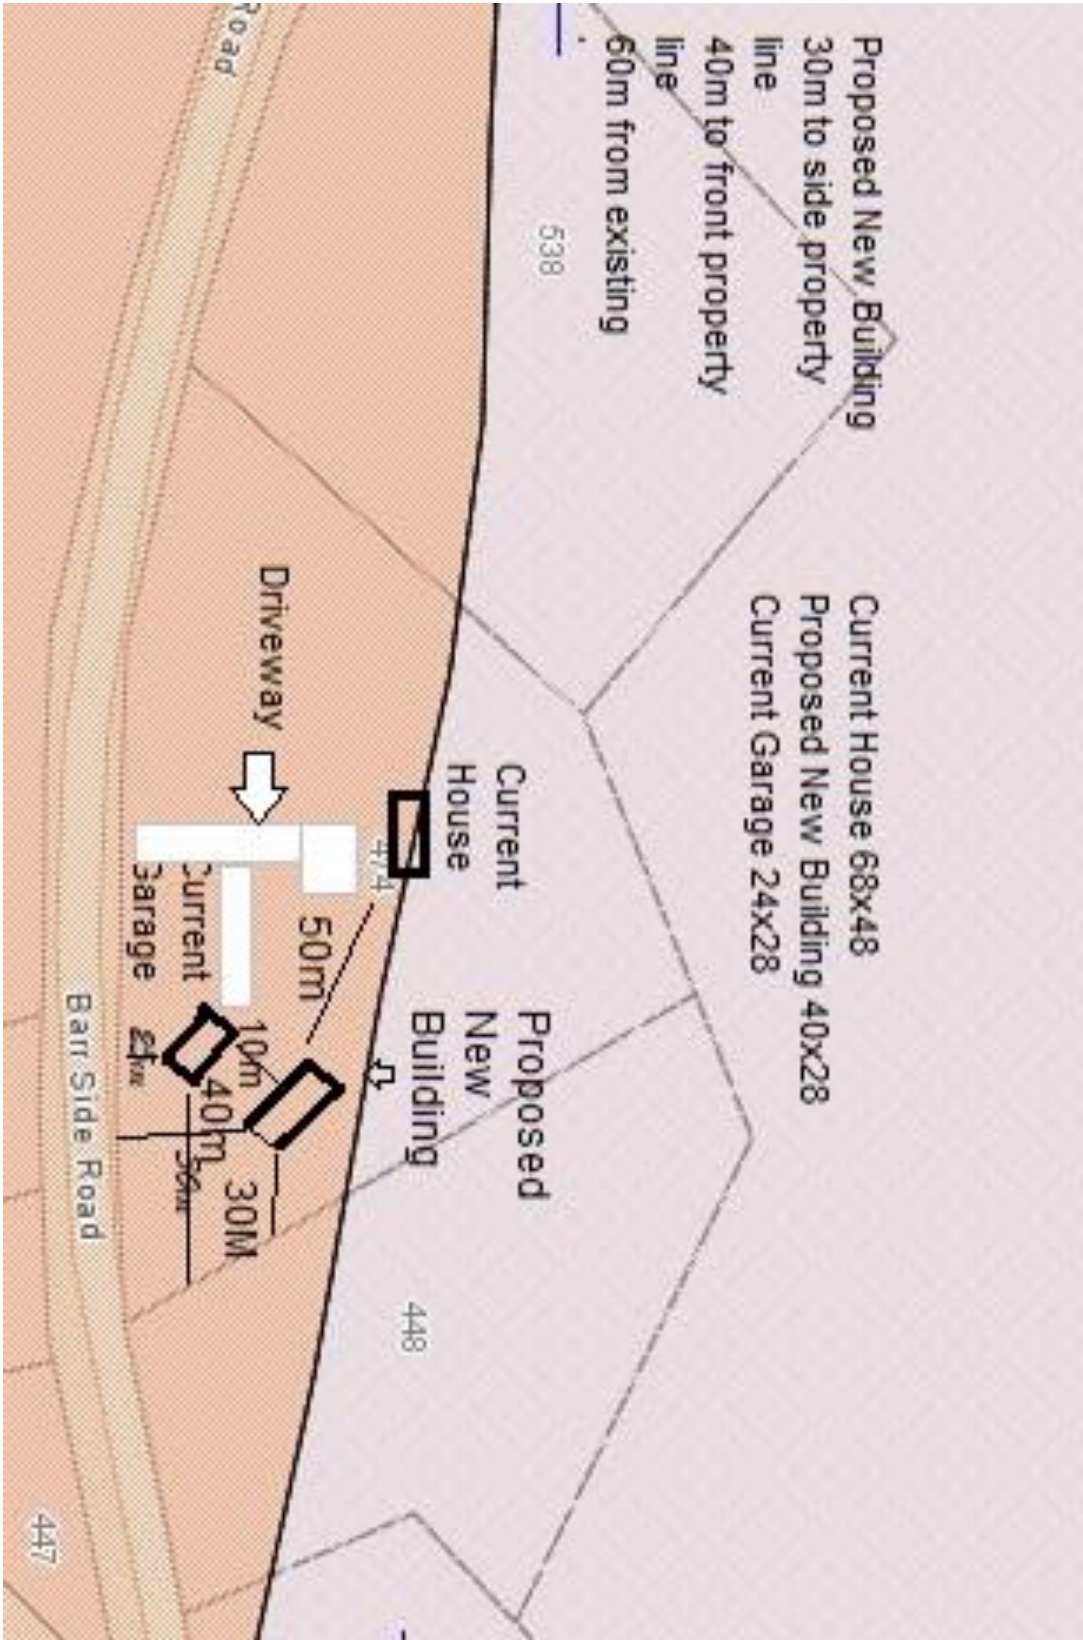 Proposed New Building
30m to side property
line
40m to front property
line
60m from existing
538
Current House 68x48
Proposed New Building 40x28
Current Garage 24x28
Road
Driveway
Current
House
474
50m
Proposed
New
Building
Current
Garage
10m
40m
30M
Barr Side Road
448
447